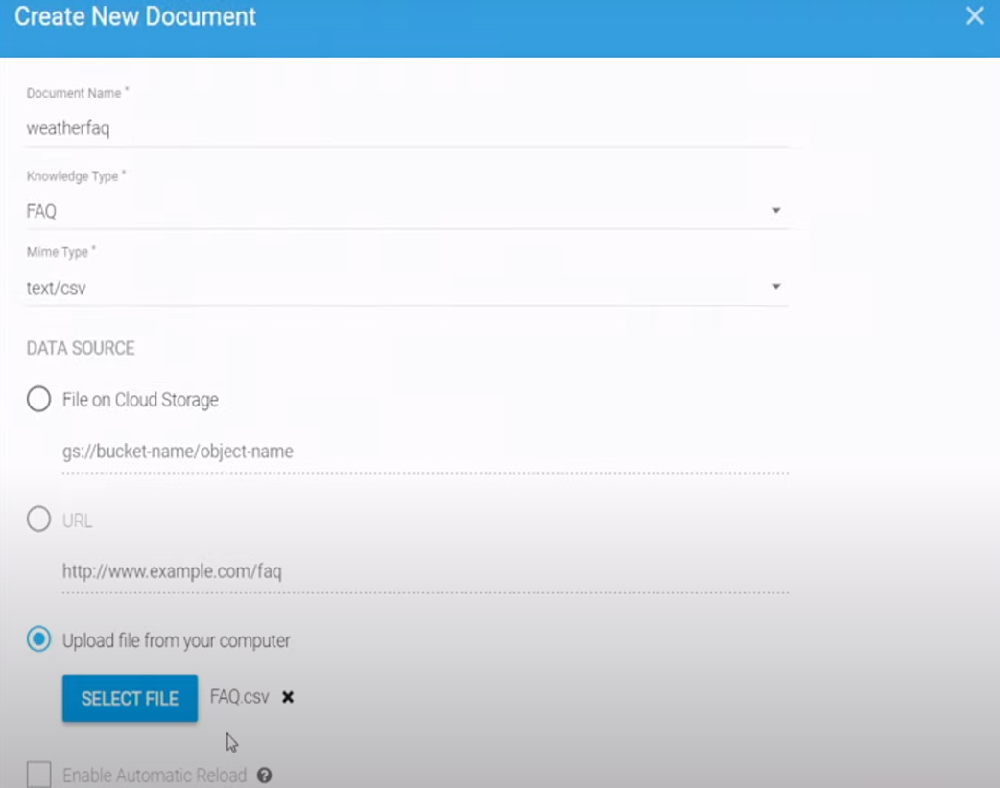 Create New Document
Document Name *
weatherfaq
Knowledge Type *
FAQ
Mime Type *
text/csv
DATA SOURCE
File on Cloud Storage
gs://bucket-name/object-name
URL
http://www.example.com/faq
Upload file from your computer
SELECT FILE FAQ.csv
Enable Automatic Reload